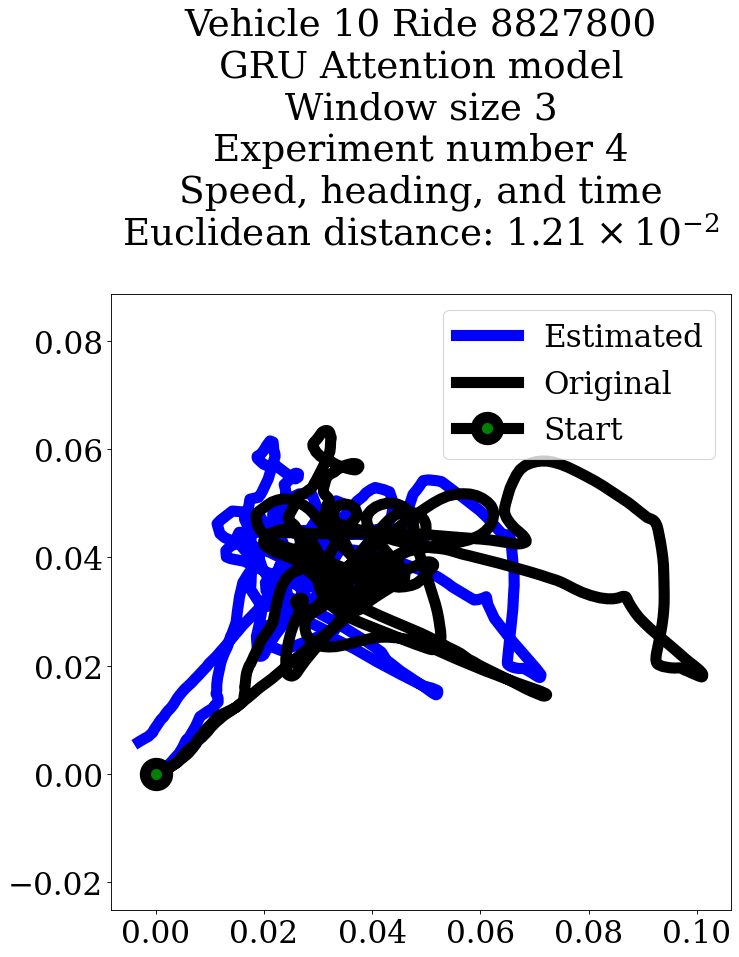 Vehicle 10 Ride 8827800
GRU Attention model
Window size 3
Experiment number 4
Speed, heading, and time
Euclidean distance: 1.21 × 10⁻²
Estimated
Original
Start
0.08
0.06
0.04
0.02
0.00
−0.02
0.00 0.02 0.04 0.06 0.08 0.10